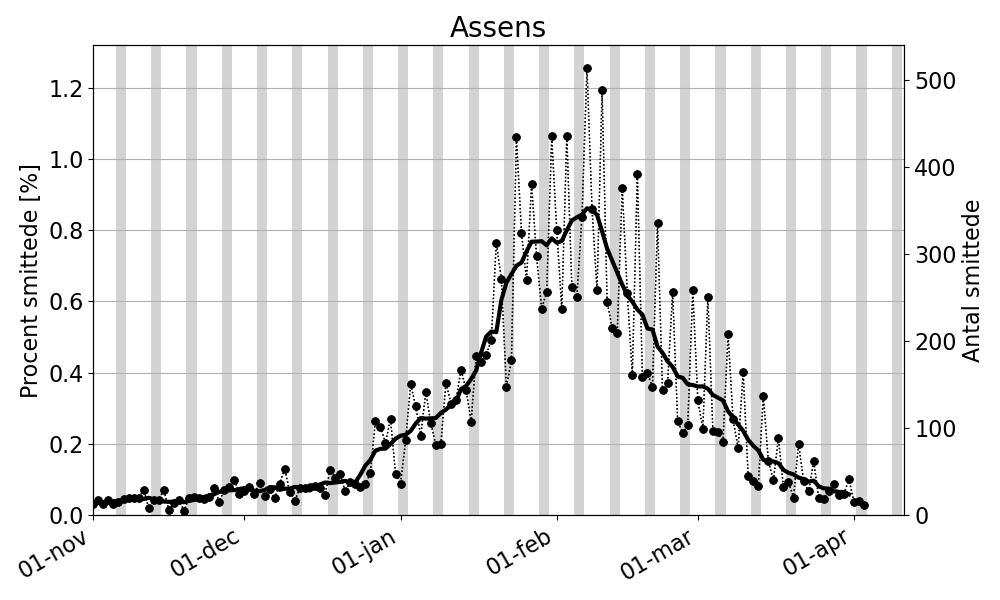 Assens
Procent smittede [%]
1.2
1.0
0.8
0.6
0.4
0.2
0.0
500
400
300
200
100
0
Antal smittede
01-nov
01-dec
01-jan
01-feb
01-mar
01-apr